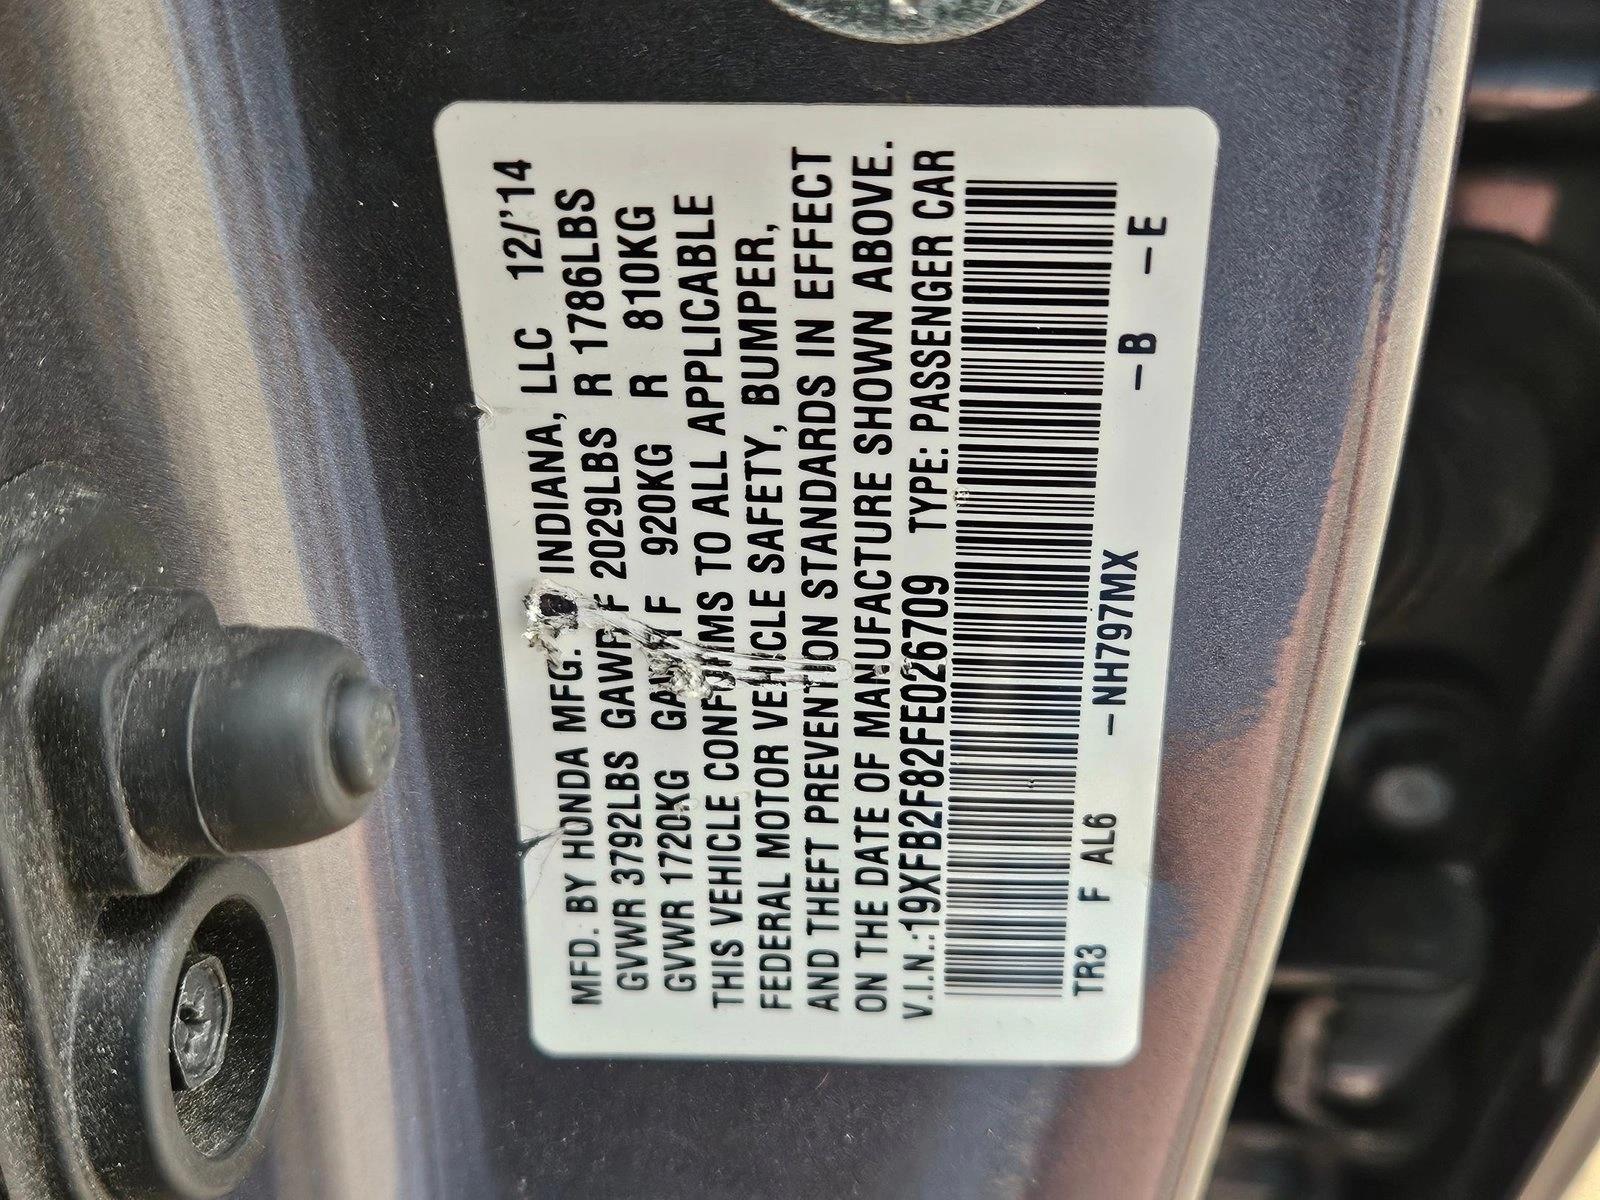 MFD. BY HONDA MFG. INDIANA, LLC 12/'14
GVWR 3792LBS GAWR F 2029LBS R 1786LBS
GVWR 1720KG GAWR F 920KG R 810KG
THIS VEHICLE CONFORMS TO ALL APPLICABLE
FEDERAL MOTOR VEHICLE SAFETY, BUMPER,
AND THEFT PREVENTION STANDARDS IN EFFECT
ON THE DATE OF MANUFACTURE SHOWN ABOVE.
V.I.N.:19XFB2F82FE026709 TYPE: PASSENGER CAR
TR3 F AL6 –NH797MX –B –E